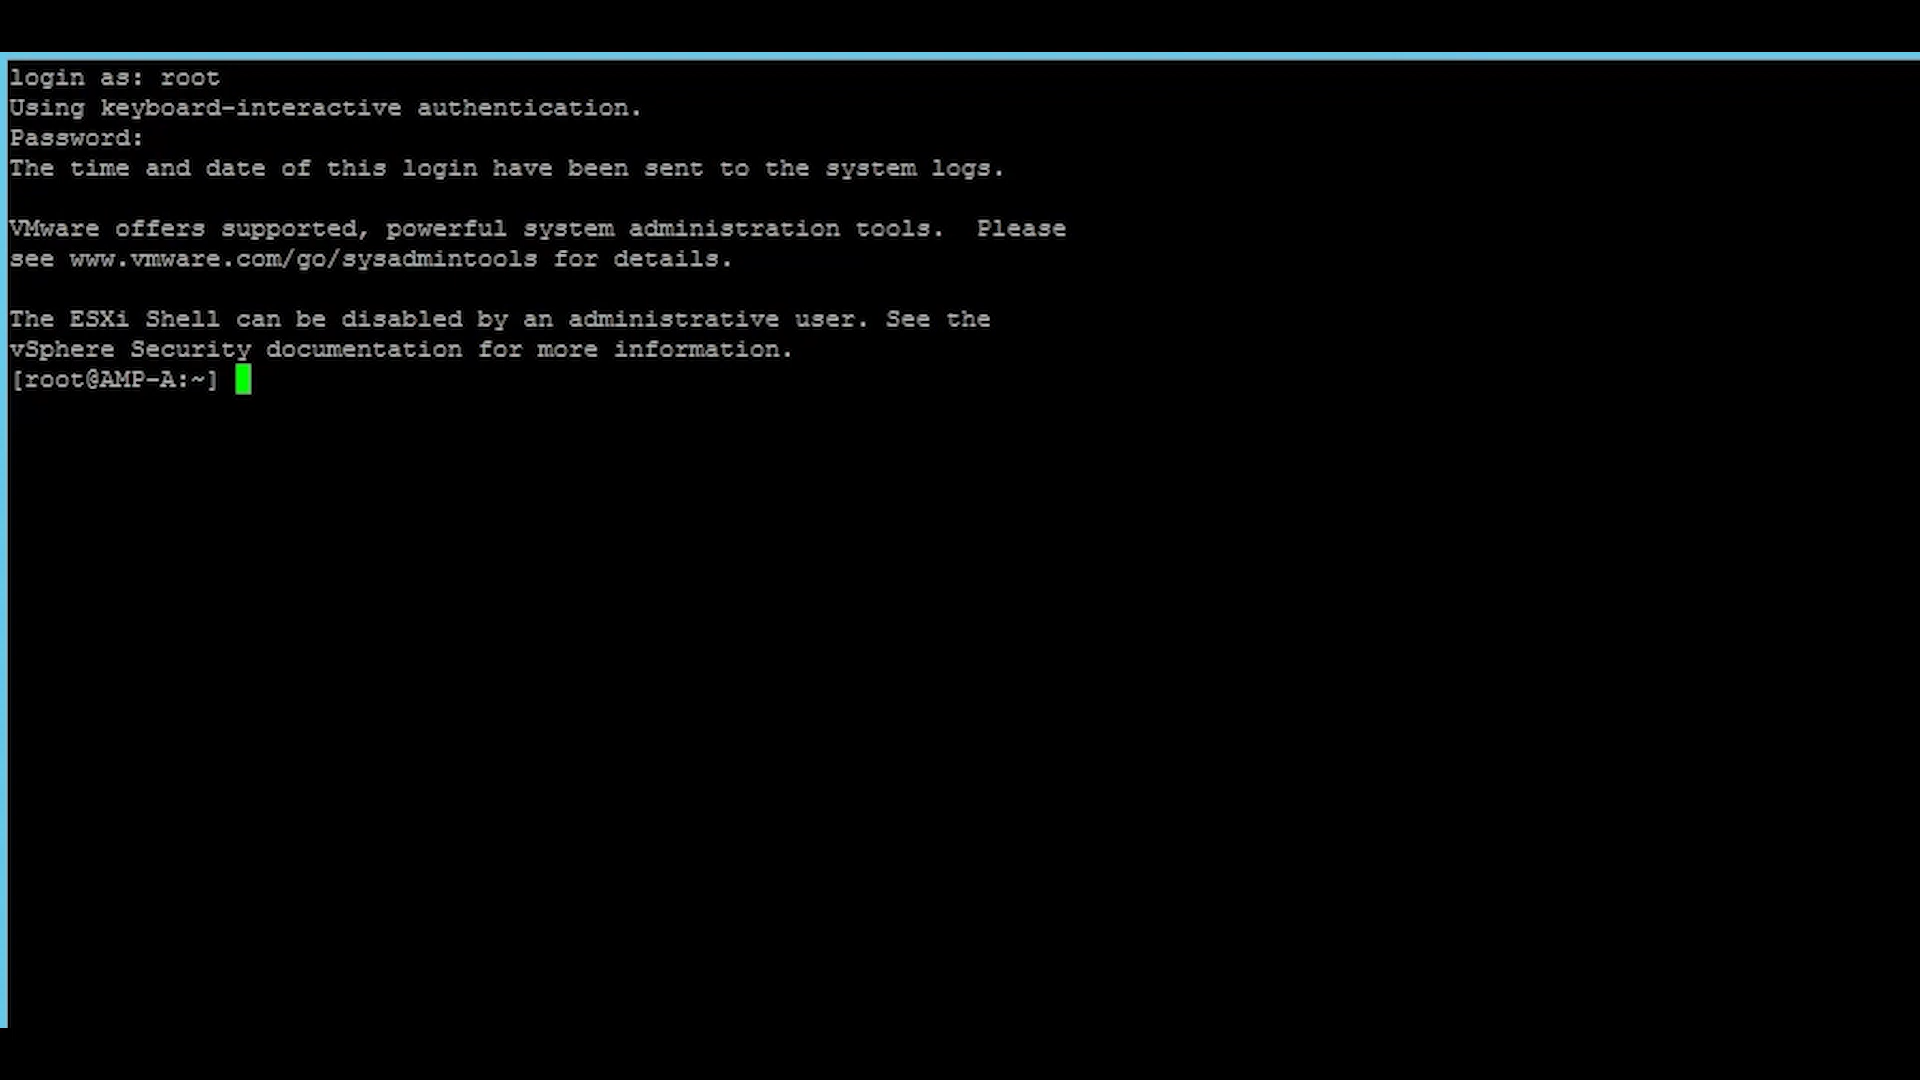 login as: root
Using keyboard-interactive authentication.
Password:
The time and date of this login have been sent to the system logs.
VMware offers supported, powerful system administration tools.  Please
see www.vmware.com/go/sysadmintools for details.
The ESXi Shell can be disabled by an administrative user. See the
vSphere Security documentation for more information.
[root@AMP-A:~]